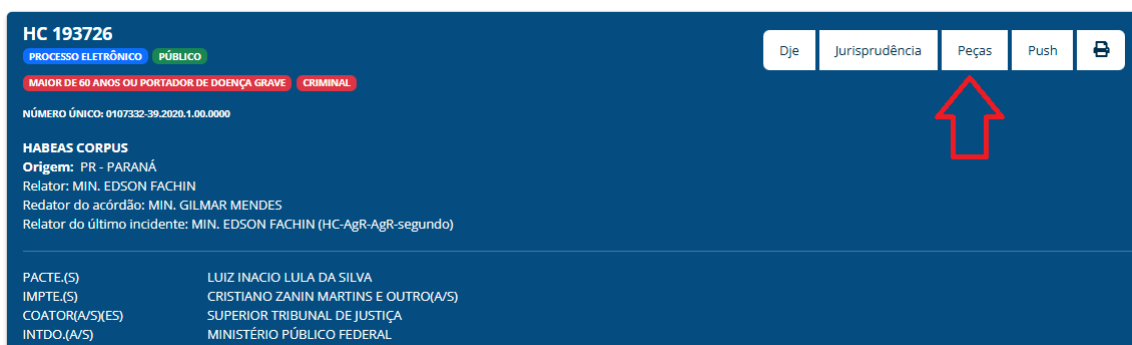 HC 193726
PROCESSO ELETRÔNICO PÚBLICO
MAIOR DE 60 ANOS OU PORTADOR DE DOENÇA GRAVE CRIMINAL
NÚMERO ÚNICO: 0107332-39.2020.1.00.0000
Dje Jurisprudência Peças Push
HABEAS CORPUS
Origem: PR - PARANÁ
Relator: MIN. EDSON FACHIN
Redator do acórdão: MIN. GILMAR MENDES
Relator do último incidente: MIN. EDSON FACHIN (HC-AgR-AgR-segundo)
PACTE.(S) LUIZ INACIO LULA DA SILVA
IMPTE.(S) CRISTIANO ZANIN MARTINS E OUTRO(A/S)
COATOR(A/S)(ES) SUPERIOR TRIBUNAL DE JUSTIÇA
INTDO.(A/S) MINISTÉRIO PÚBLICO FEDERAL